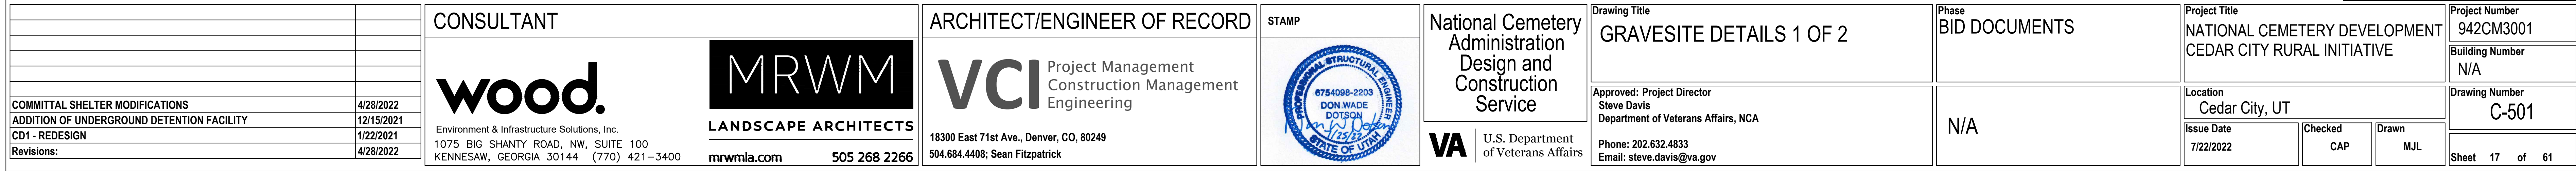 COMMITTAL SHELTER MODIFICATIONS 4/28/2022
ADDITION OF UNDERGROUND DETENTION FACILITY 12/15/2021
CD1 - REDESIGN 1/22/2021
Revisions: 4/28/2022
CONSULTANT
wood.
Environment & Infrastructure Solutions, Inc.
1075 BIG SHANTY ROAD, NW, SUITE 100
KENNESAW, GEORGIA 30144 (770) 421-3400
MRWM
LANDSCAPE ARCHITECTS
mrwmla.com 505 268 2266
ARCHITECT/ENGINEER OF RECORD
VCI
Project Management
Construction Management
Engineering
18300 East 71st Ave., Denver, CO, 80249
504.684.4408; Sean Fitzpatrick
STAMP
PROFESSIONAL STRUCTURAL ENGINEER
6754098-2203
DON WADE
DOTSON
STATE OF UTAH
National Cemetery
Administration
Design and
Construction
Service
VA
U.S. Department
of Veterans Affairs
Drawing Title
GRAVESITE DETAILS 1 OF 2
Approved: Project Director
Steve Davis
Department of Veterans Affairs, NCA
Phone: 202.632.4833
Email: steve.davis@va.gov
Phase
BID DOCUMENTS
N/A
Project Title
NATIONAL CEMETERY DEVELOPMENT
CEDAR CITY RURAL INITIATIVE
Location
Cedar City, UT
Issue Date
7/22/2022
Checked
CAP
Drawn
MJL
Project Number
942CM3001
Building Number
N/A
Drawing Number
C-501
Sheet 17 of 61